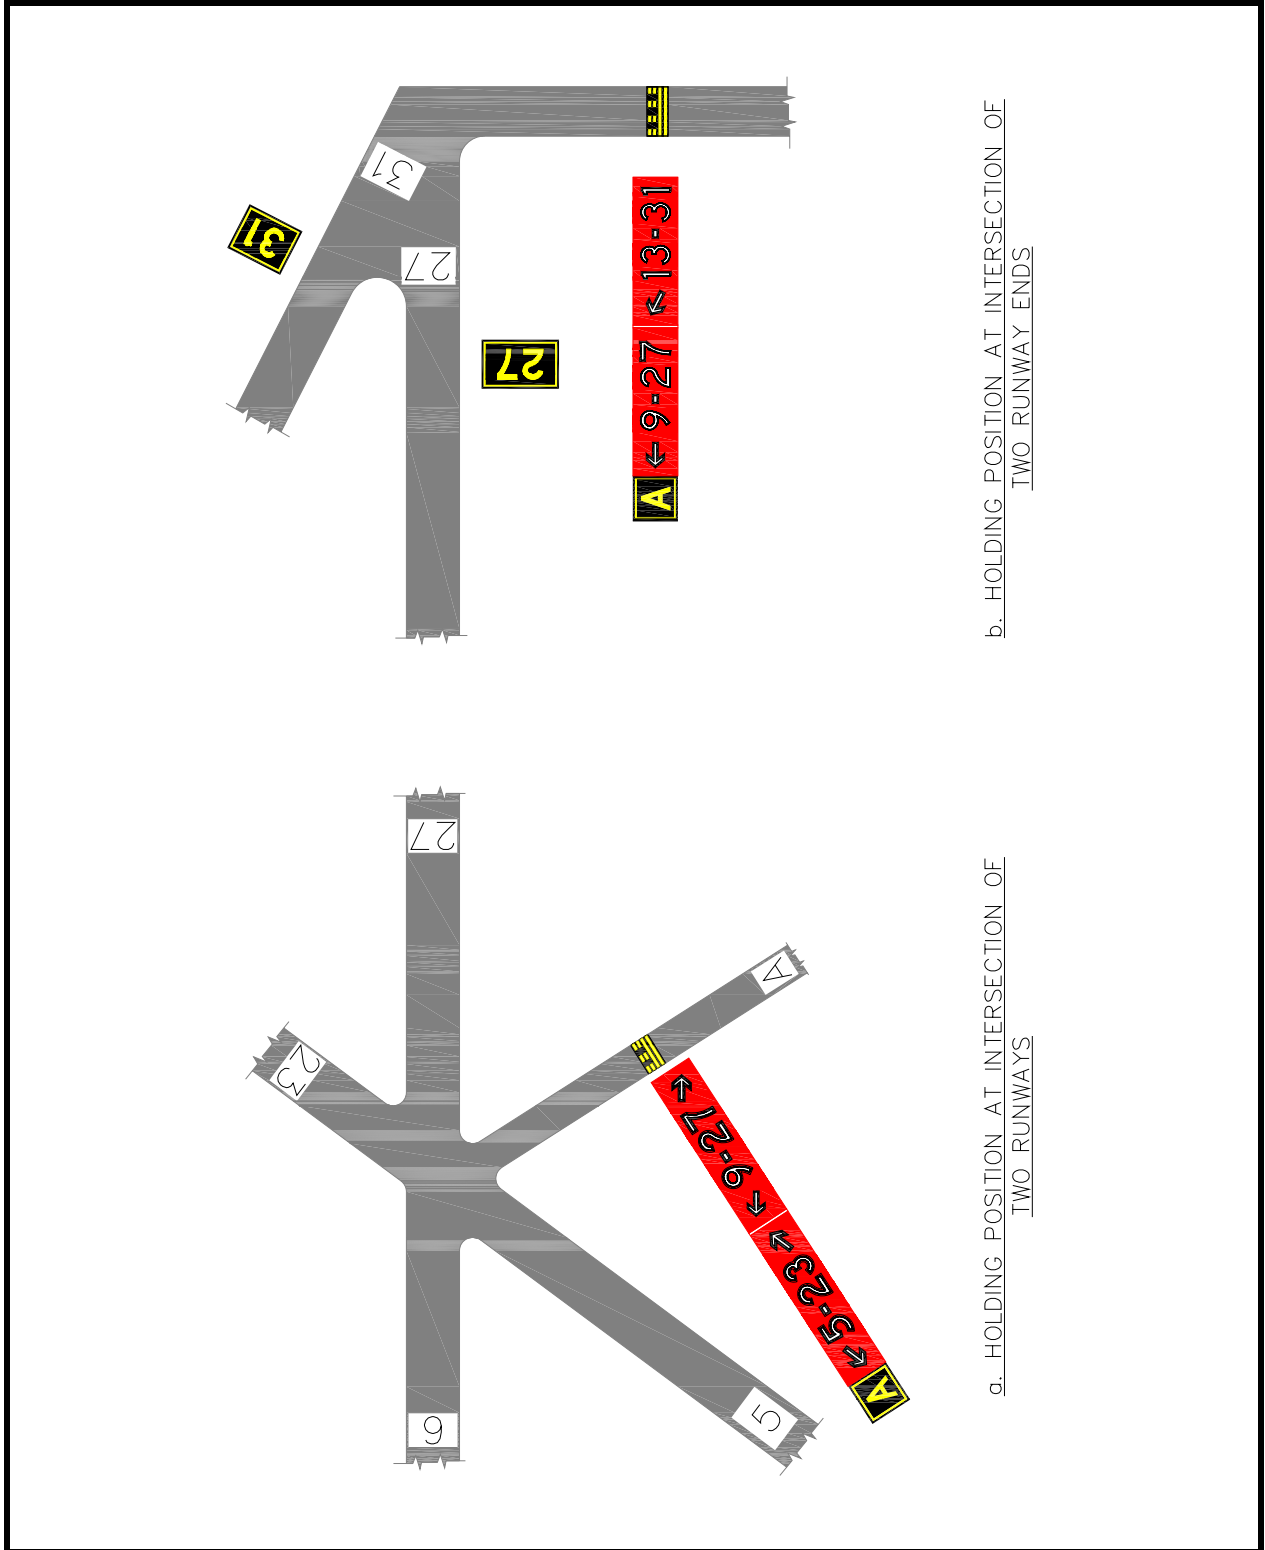 23
27
9
5
A
A 5-23 9-27
a. HOLDING POSITION AT INTERSECTION OF
TWO RUNWAYS
31
31
27
27
A 9-27 13-31
b. HOLDING POSITION AT INTERSECTION OF
TWO RUNWAY ENDS